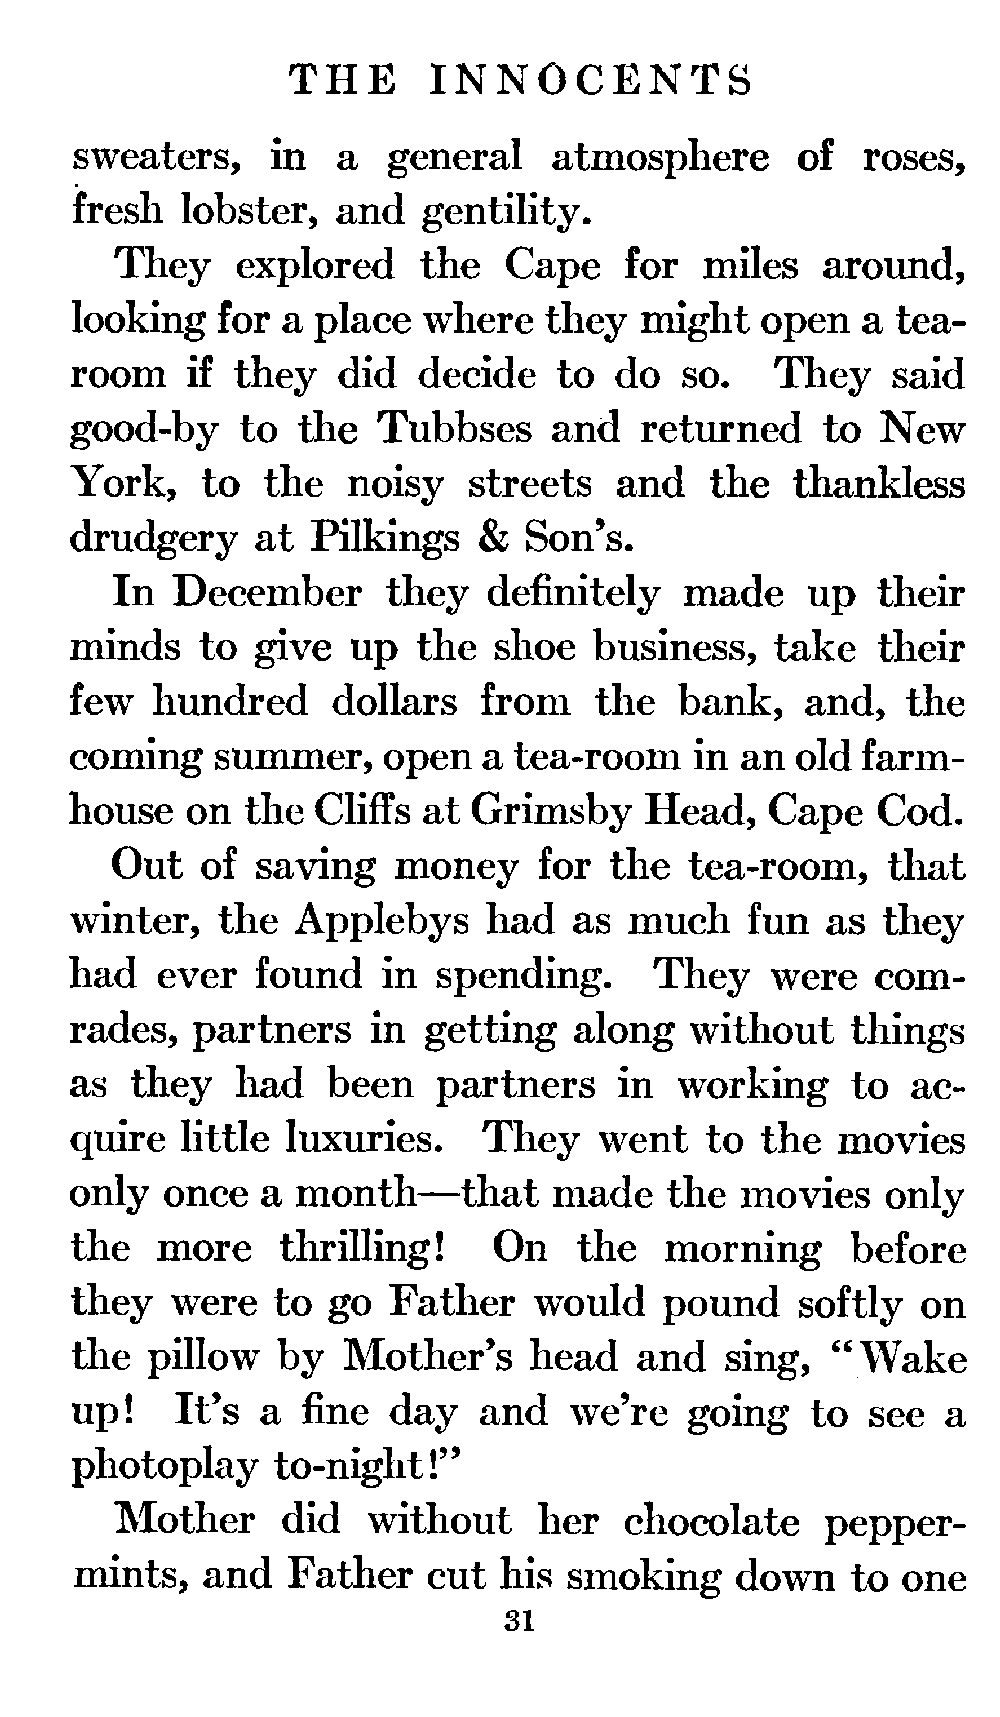 THE INNOCENTS
sweaters, in a general atmosphere of roses,
fresh lobster, and gentility.
They explored the Cape for miles around,
looking for a place where they might open a tea-
room if they did decide to do so. They said
good-by to the Tubbses and returned to New
York, to the noisy streets and the thankless
drudgery at Pilkings & Son's.
In December they definitely made up their
minds to give up the shoe business, take their
few hundred dollars from the bank, and, the
coming summer, open a tea-room in an old farm-
house on the Cliffs at Grimsby Head, Cape Cod.
Out of saving money for the tea-room, that
winter, the Applebys had as much fun as they
had ever found in spending. They were com-
rades, partners in getting along without things
as they had been partners in working to ac-
quire little luxuries. They went to the movies
only once a month—that made the movies only
the more thrilling! On the morning before
they were to go Father would pound softly on
the pillow by Mother's head and sing, "Wake
up! It's a fine day and we're going to see a
photoplay to-night!"
Mother did without her chocolate pepper-
mints, and Father cut his smoking down to one
31